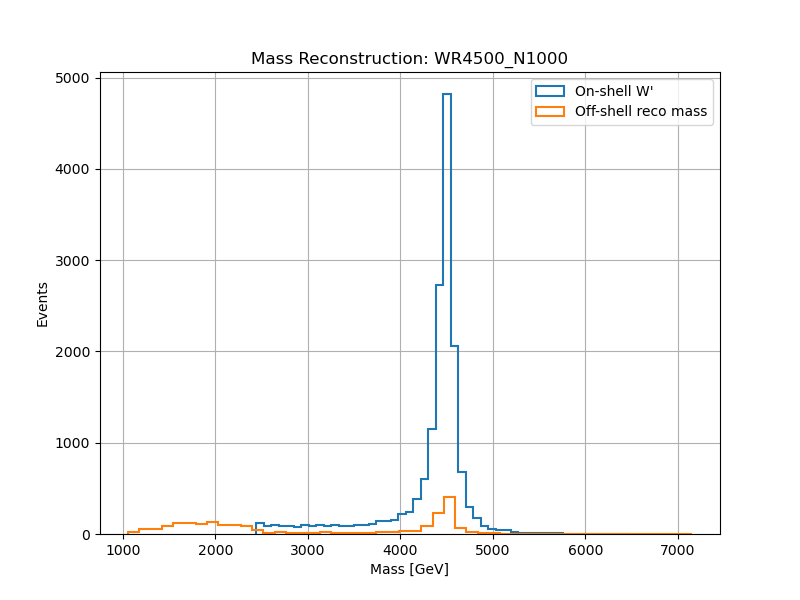 Mass Reconstruction: WR4500_N1000
On-shell W'
Off-shell reco mass
5000
4000
3000
2000
1000
0
Events
1000 2000 3000 4000 5000 6000 7000
Mass [GeV]